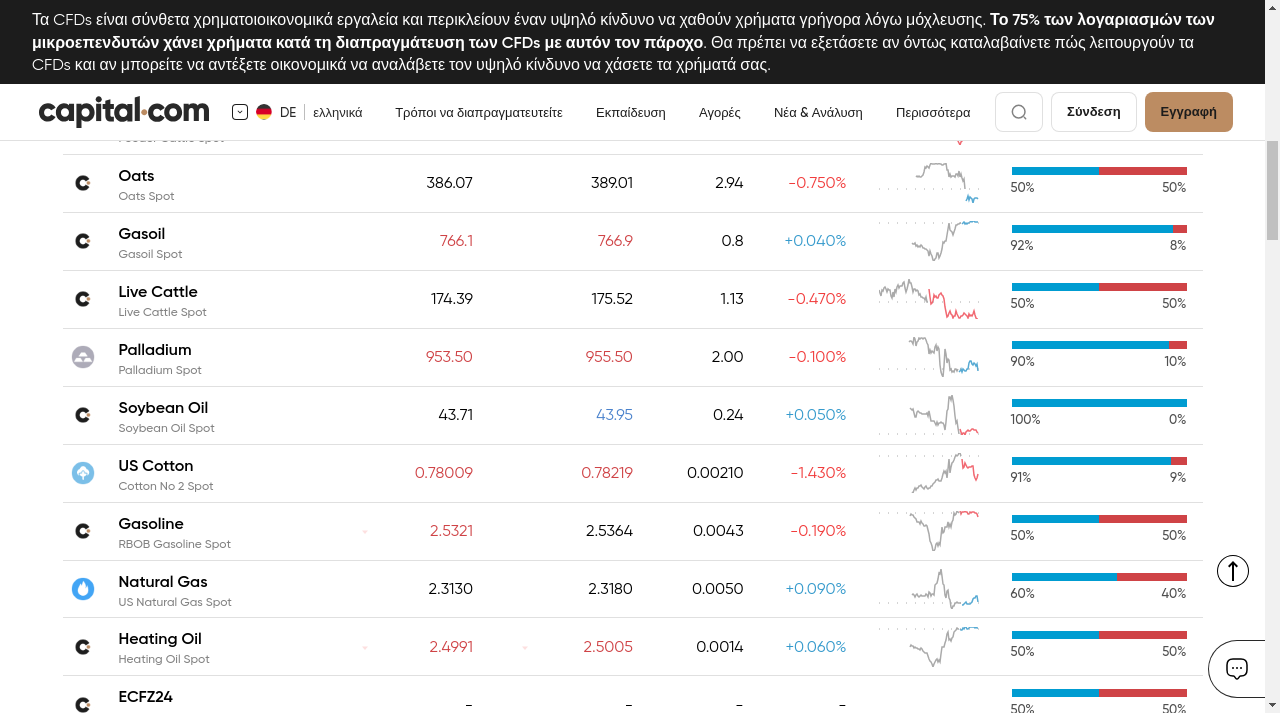 Τα CFDs είναι σύνθετα χρηματοοικονομικά εργαλεία και περικλείουν έναν υψηλό κίνδυνο να χαθούν χρήματα γρήγορα λόγω μόχλευσης. Το 75% των λογαριασμών των
μικροεπενδυτών χάνει χρήματα κατά τη διαπραγμάτευση των CFDs με αυτόν τον πάροχο. Θα πρέπει να εξετάσετε αν όντως καταλαβαίνετε πώς λειτουργούν τα
CFDs και αν μπορείτε να αντέξετε οικονομικά να αναλάβετε τον υψηλό κίνδυνο να χάσετε τα χρήματά σας.
capital.com DE ελληνικά Τρόποι να διαπραγματευτείτε Εκπαίδευση Αγορές Νέα & Ανάλυση Περισσότερα Σύνδεση Εγγραφή
Feeder Cattle Spot
Oats 386.07 389.01 2.94 -0.750%
Oats Spot 50% 50%
Gasoil 766.1 766.9 0.8 +0.040%
Gasoil Spot 92% 8%
Live Cattle 174.39 175.52 1.13 -0.470%
Live Cattle Spot 50% 50%
Palladium 953.50 955.50 2.00 -0.100%
Palladium Spot 90% 10%
Soybean Oil 43.71 43.95 0.24 +0.050%
Soybean Oil Spot 100% 0%
US Cotton 0.78009 0.78219 0.00210 -1.430%
Cotton No 2 Spot 91% 9%
Gasoline 2.5321 2.5364 0.0043 -0.190%
RBOB Gasoline Spot 50% 50%
Natural Gas 2.3130 2.3180 0.0050 +0.090%
US Natural Gas Spot 60% 40%
Heating Oil 2.4991 2.5005 0.0014 +0.060%
Heating Oil Spot 50% 50%
ECFZ24 - - - -
50% 50%